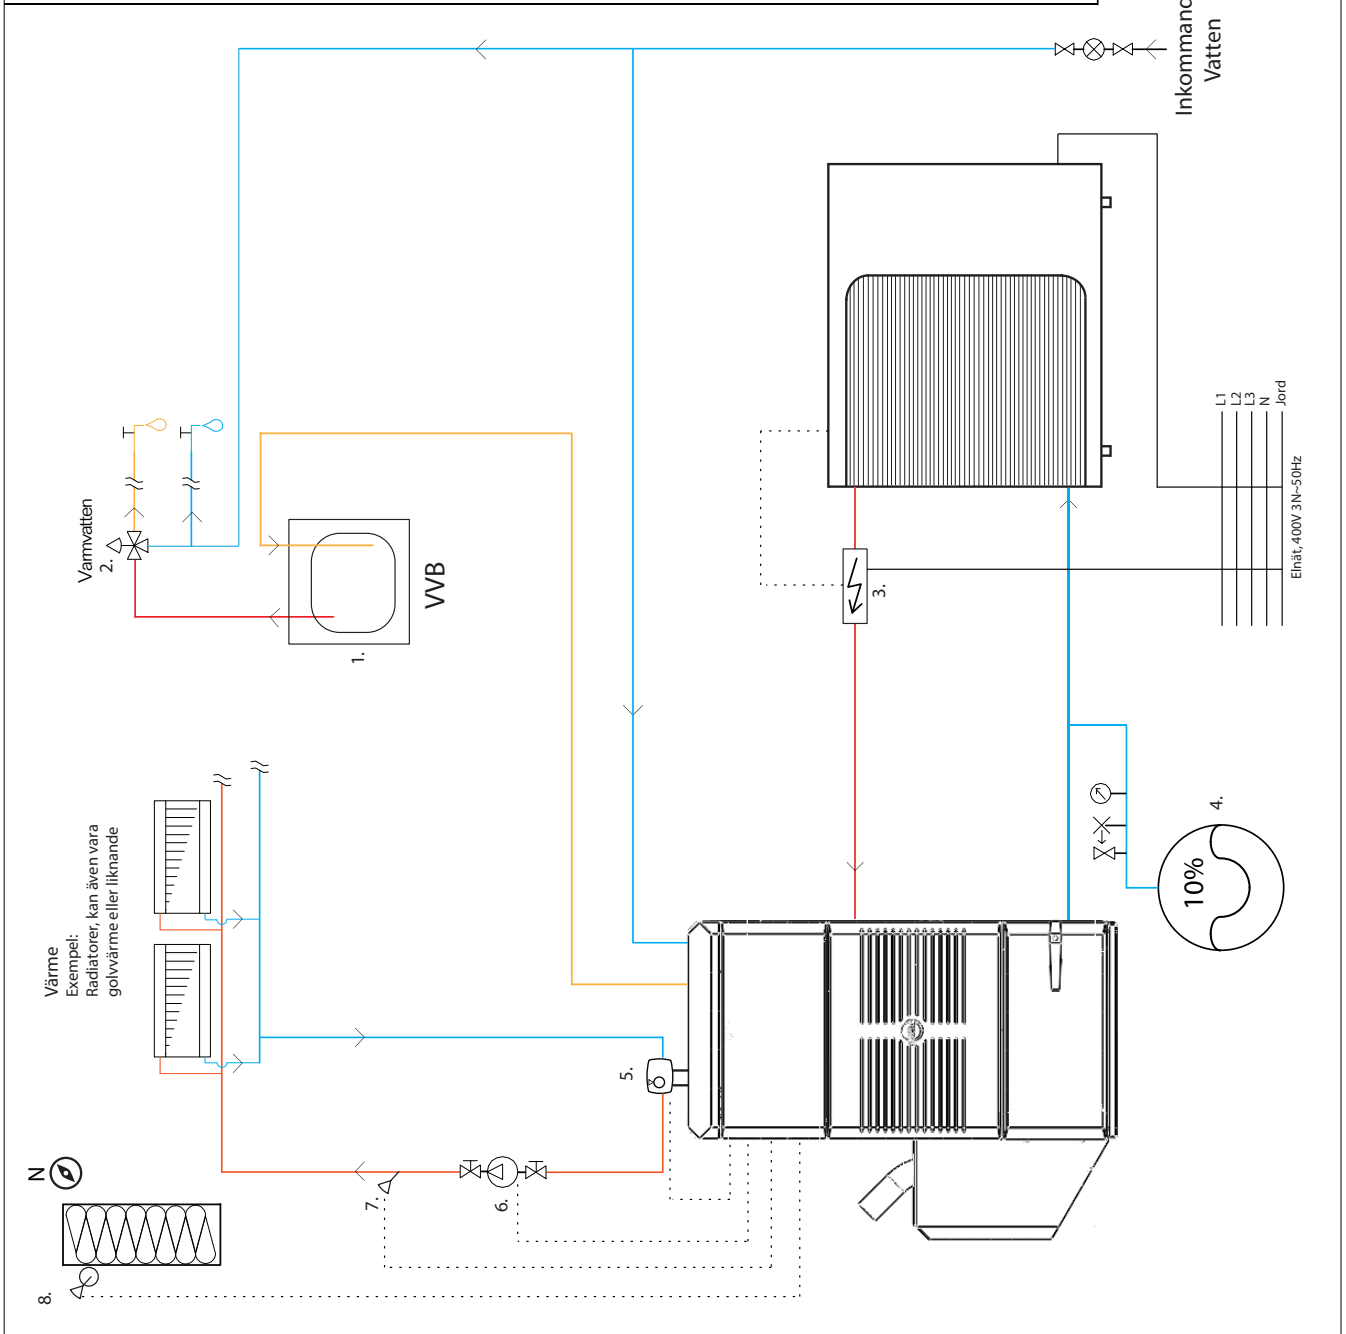 Inkommand
Vatten
Varmvatten
2.
VVB
1.
3.
L1
L2
L3
N
Jord
Elnät, 400V 3N~50Hz
4.
10%
Värme
Exempel:
Radiatorer, kan även vara
golvvärme eller liknande
5.
6.
7.
N
8.